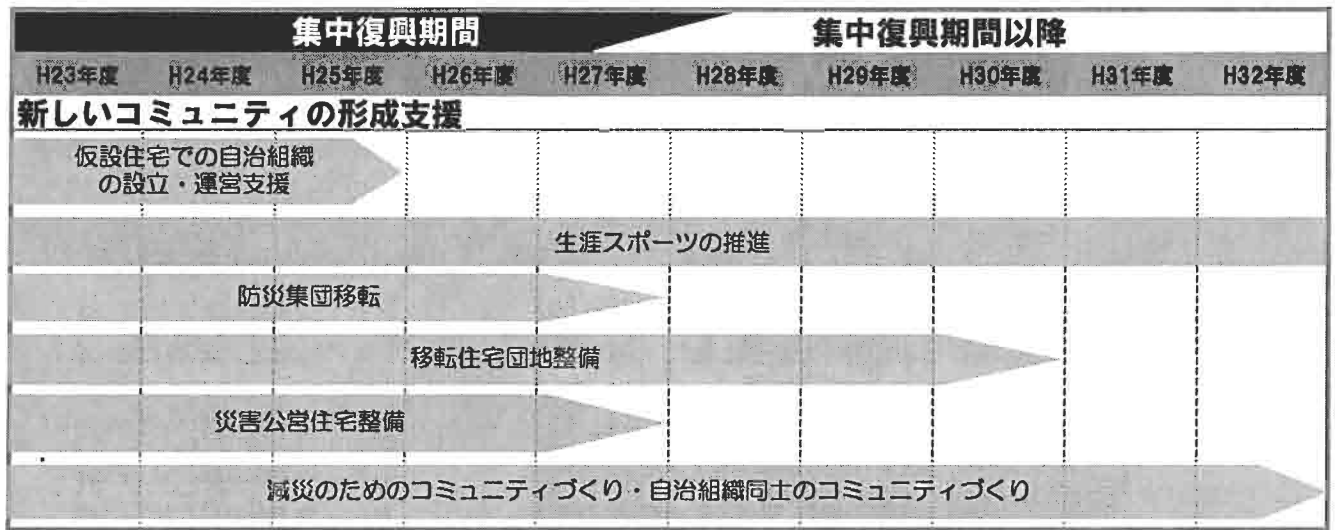 集中復興期間 集中復興期間以降
H23年度 H24年度 H25年度 H26年度 H27年度 H28年度 H29年度 H30年度 H31年度 H32年度
新しいコミュニティの形成支援
仮設住宅での自治組織
の設立・運営支援
生涯スポーツの推進
防災集団移転
移転住宅団地整備
災害公営住宅整備
減災のためのコミュニティづくり・自治組織同士のコミュニティづくり